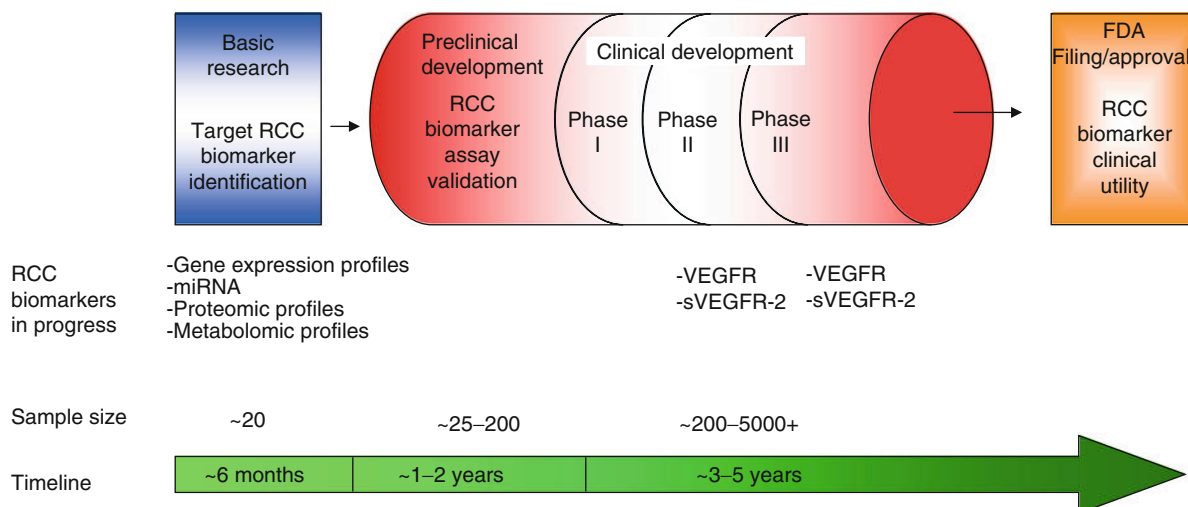 Basic
research
Target RCC
biomarker
identification
Preclinical
development
RCC
biomarker
assay
validation
Clinical development
Phase
I
Phase
II
Phase
III
FDA
Filing/approval
RCC
biomarker
clinical
utility
RCC
biomarkers
in progress
-Gene expression profiles
-miRNA
-Proteomic profiles
-Metabolomic profiles
-VEGFR
-sVEGFR-2
-VEGFR
-sVEGFR-2
Sample size
~20
~25–200
~200–5000+
Timeline
~6 months
~1–2 years
~3–5 years